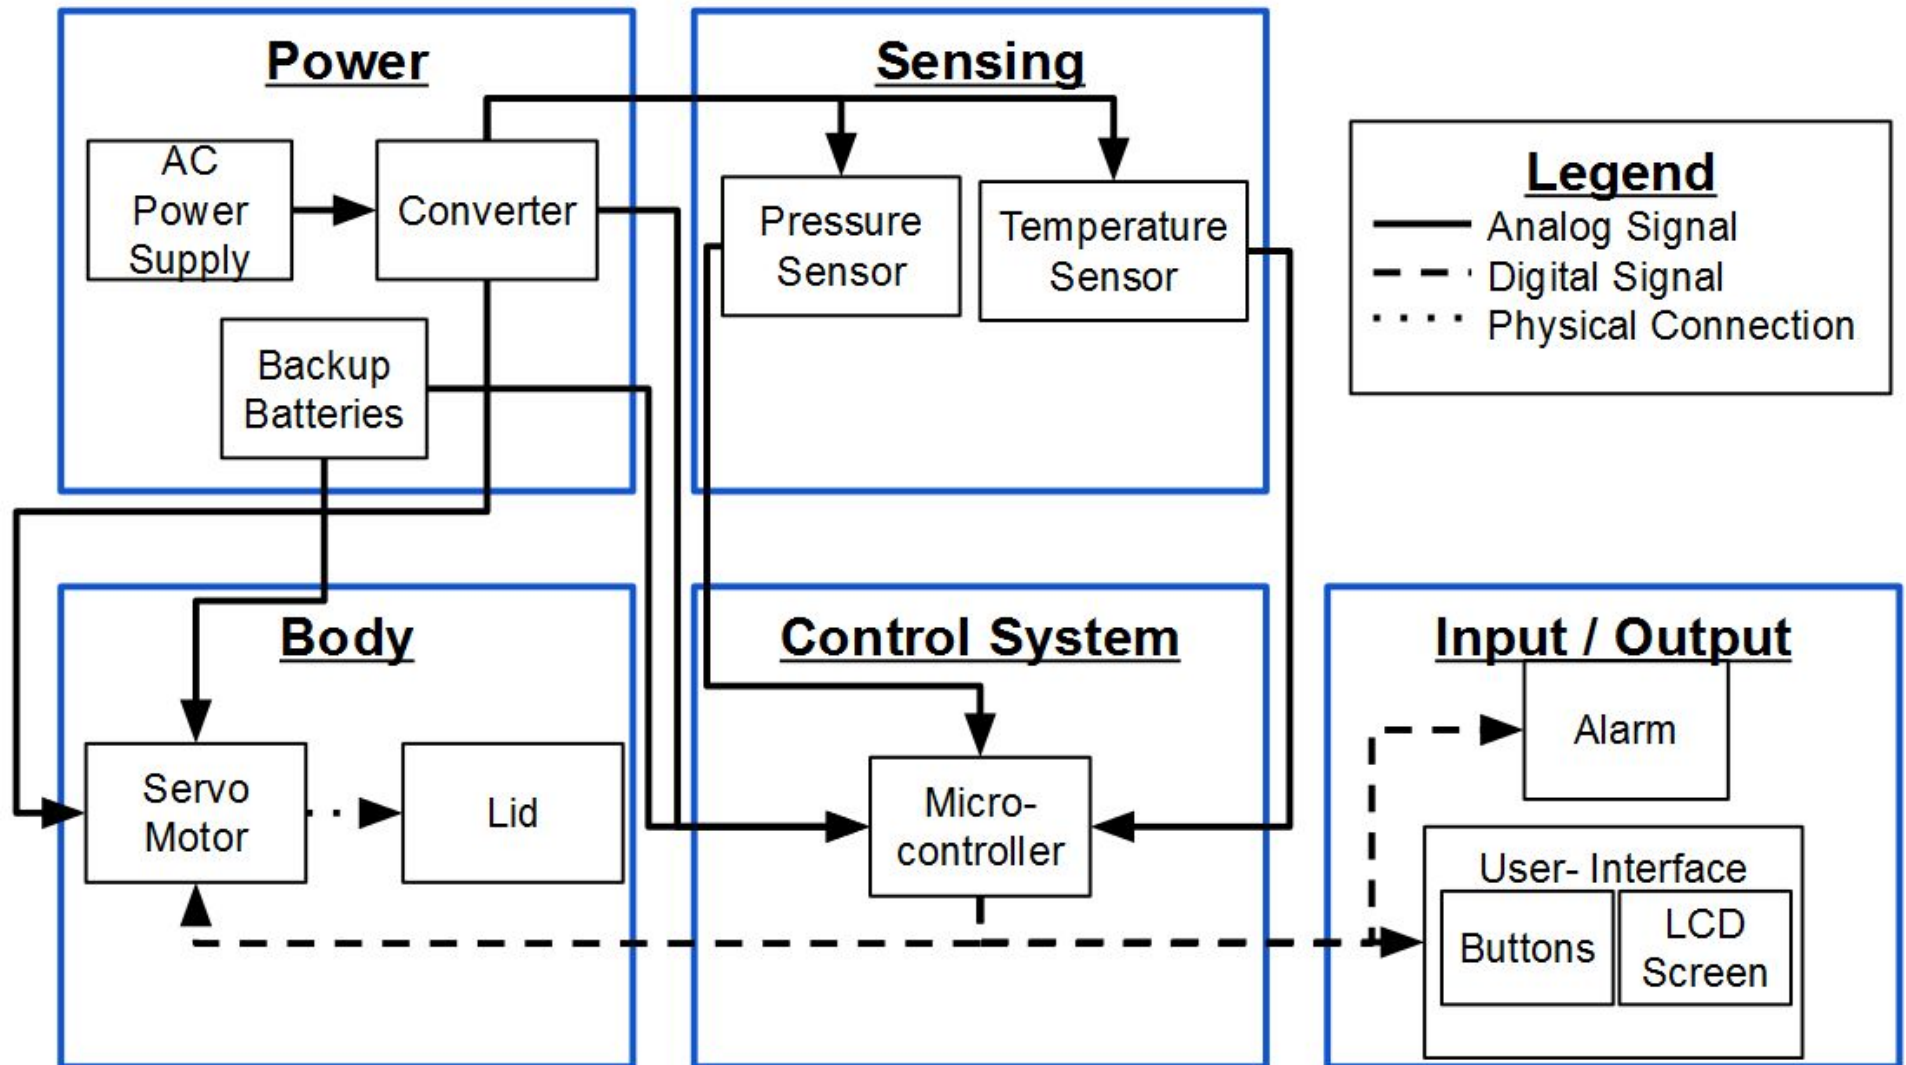 Power
AC
Power
Supply
Converter
Backup
Batteries
Sensing
Pressure
Sensor
Temperature
Sensor
Legend
Analog Signal
Digital Signal
Physical Connection
Body
Servo
Motor
Lid
Control System
Micro-
controller
Input / Output
Alarm
User- Interface
Buttons
LCD
Screen